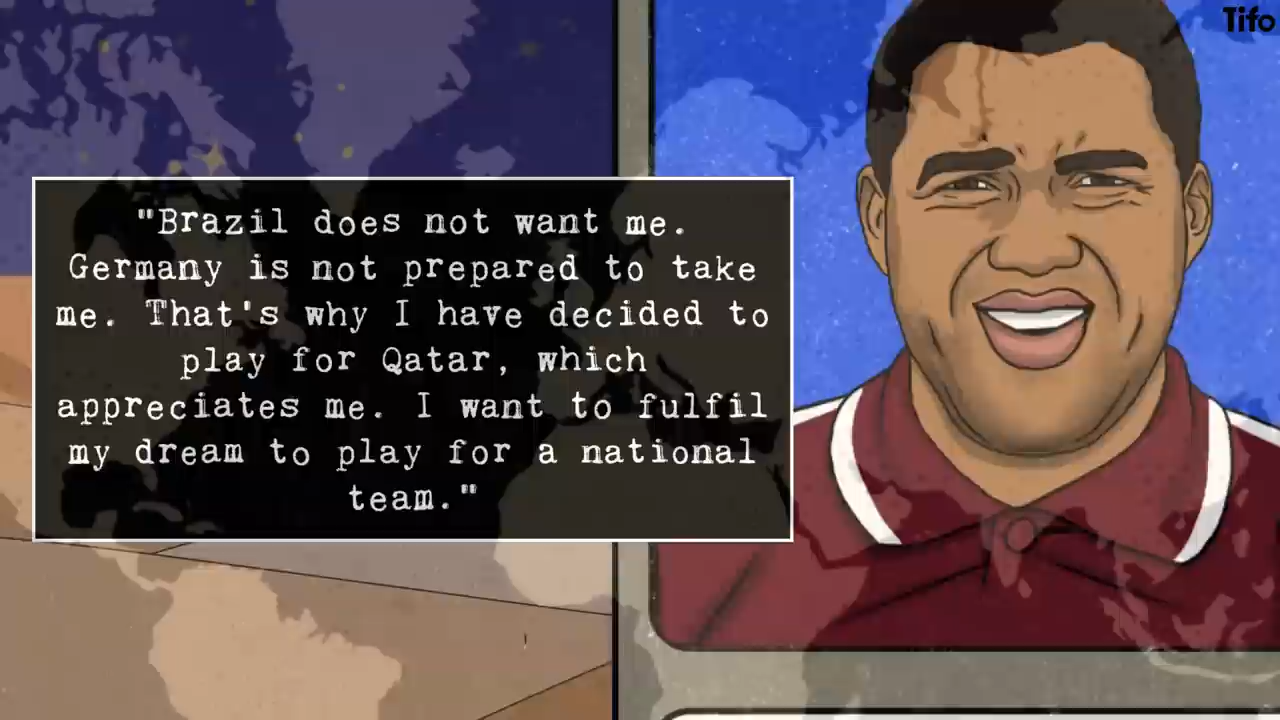 Tifo
"Brazil does not want me.
Germany is not prepared to take
me. That's why I have decided to
play for Qatar, which
appreciates me. I want to fulfil
my dream to play for a national
team."